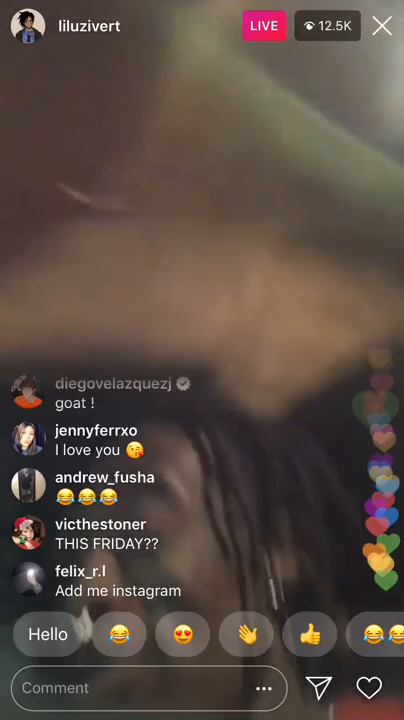 liluzivert
LIVE
12.5K
diegovelazquezj
goat !
jennyferrxo
I love you 😘
andrew_fusha
😂😂😂
victhestoner
THIS FRIDAY??
felix_r.l
Add me instagram
Hello 😂 😍 👋 👍 😂😂
Comment